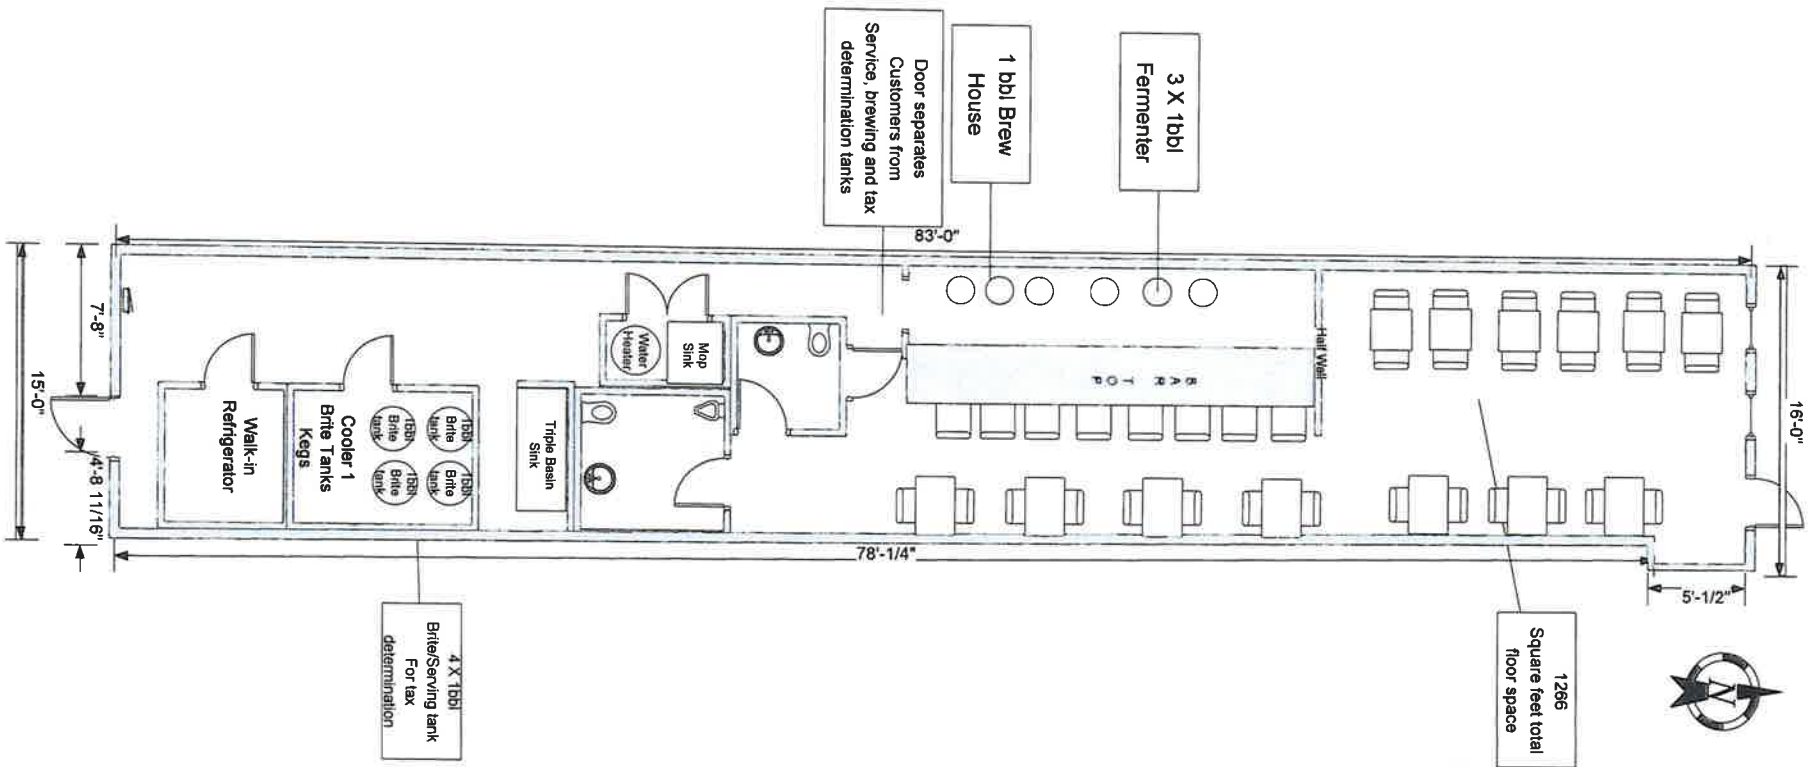 3 X 1bbl
Fermenter
1 bbl Brew
House
Door separates
Customers from
Service, brewing and tax
determination tanks
83'-0"
7'-8"
15'-0"
4'-8 11/16"
16'-0"
78'-1/4"
5'-1/2"
Half Wall
BAR TOP
Mop
Sink
Water
Heater
Triple Basin
Sink
Walk-in
Refrigerator
Cooler 1
Brite Tanks
Kegs
1bbl
Brite
tank
1bbl
Brite
tank
1bbl
Brite
tank
1bbl
Brite
tank
4 X 1bbl
Brite/Serving tank
For tax
determination
1266
Square feet total
floor space
N